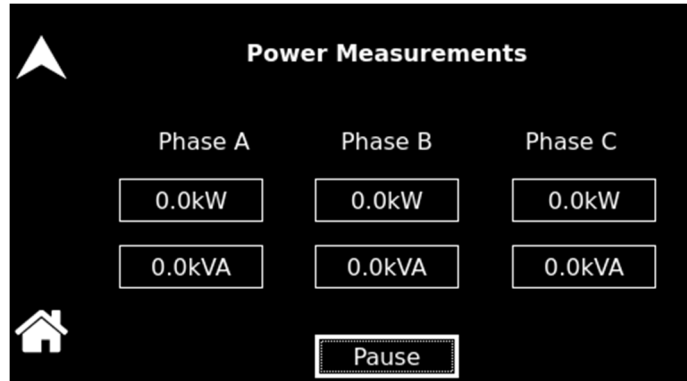 Power Measurements
Phase A Phase B Phase C
0.0kW 0.0kW 0.0kW
0.0kVA 0.0kVA 0.0kVA
Pause